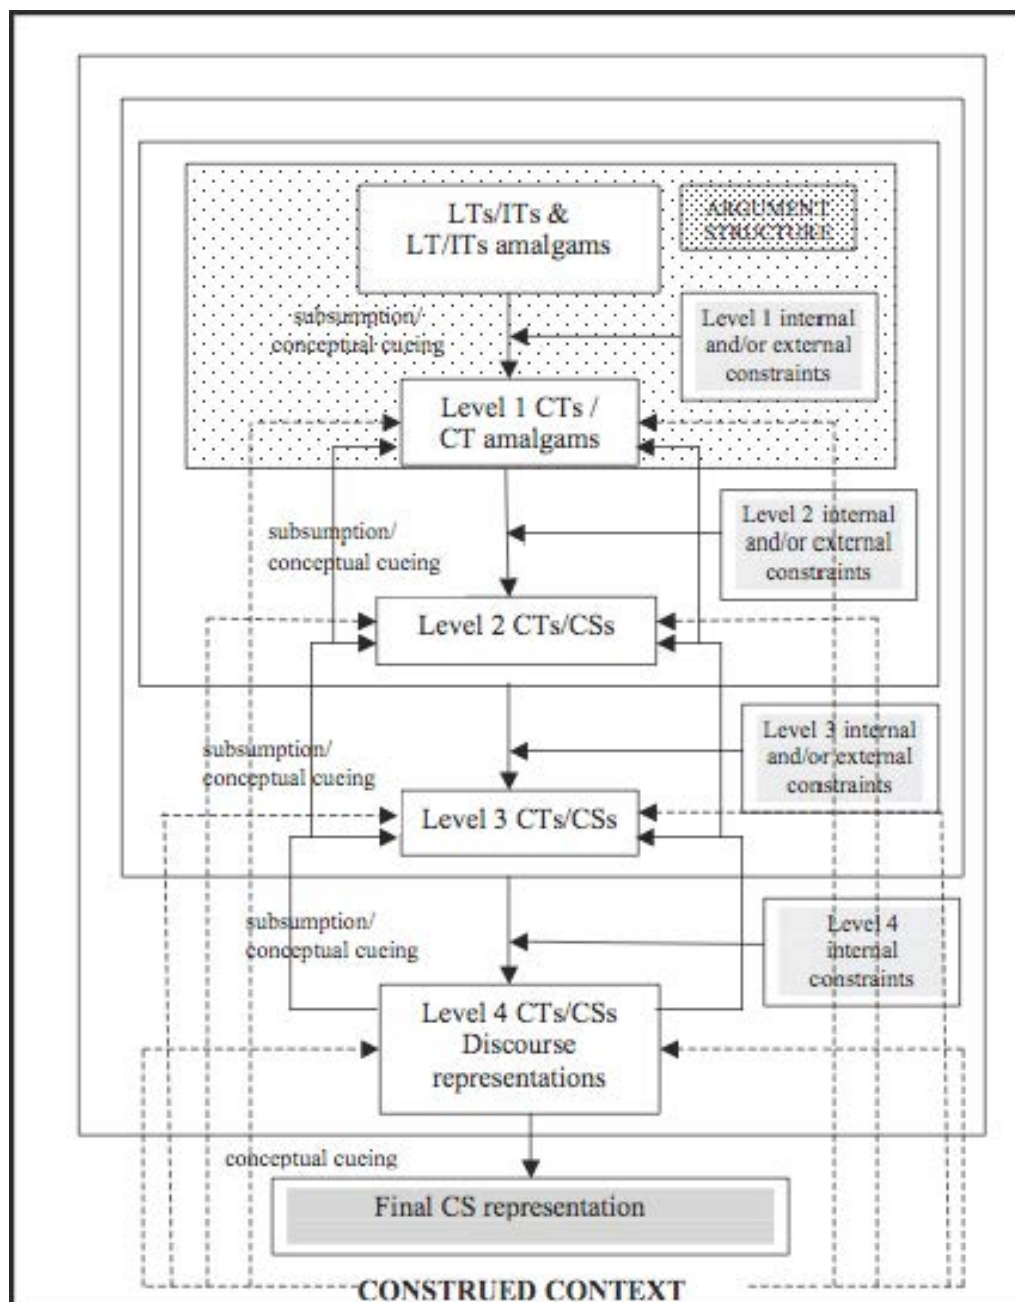 LTs/ITs &
LT/ITs amalgams
ARGUMENT
STRUCTURE
subsumption/
conceptual cueing
Level 1 internal
and/or external
constraints
Level 1 CTs /
CT amalgams
subsumption/
conceptual cueing
Level 2 internal
and/or external
constraints
Level 2 CTs/CSs
subsumption/
conceptual cueing
Level 3 internal
and/or external
constraints
Level 3 CTs/CSs
subsumption/
conceptual cueing
Level 4
internal
constraints
Level 4 CTs/CSs
Discourse
representations
conceptual cueing
Final CS representation
CONSTRUED CONTEXT